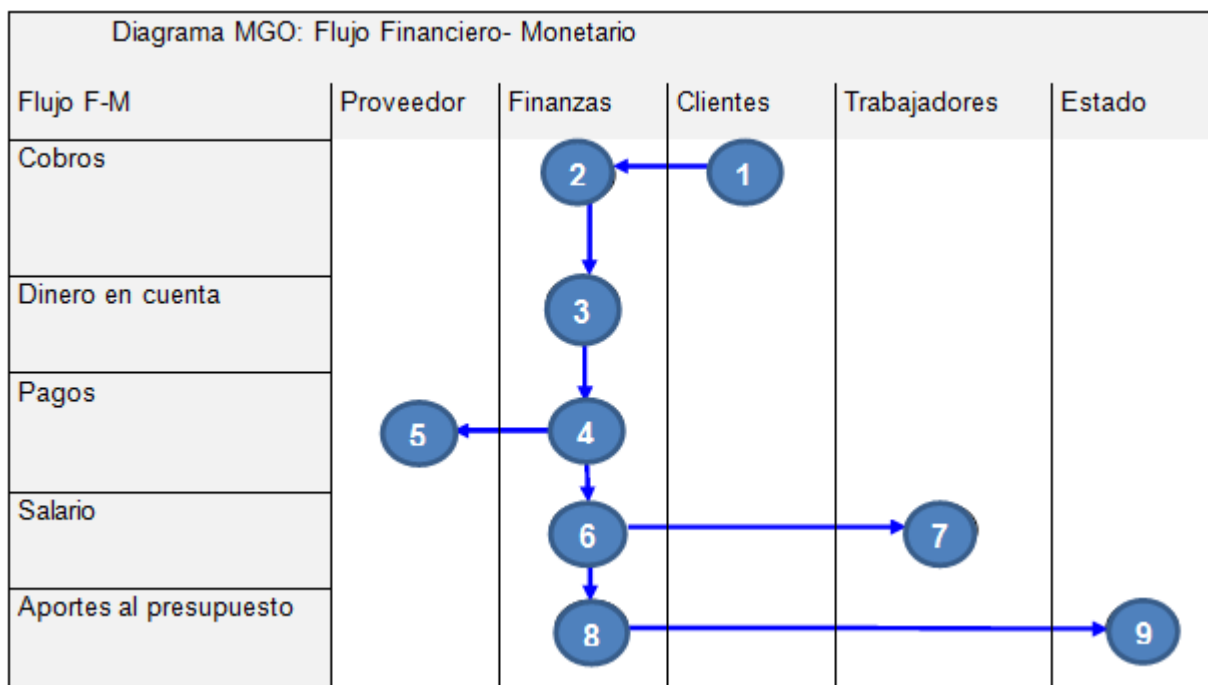 Diagrama MGO: Flujo Financiero- Monetario
Flujo F-M Proveedor Finanzas Clientes Trabajadores Estado
Cobros 2 1
Dinero en cuenta 3
Pagos 5 4
Salario 6 7
Aportes al presupuesto 8 9